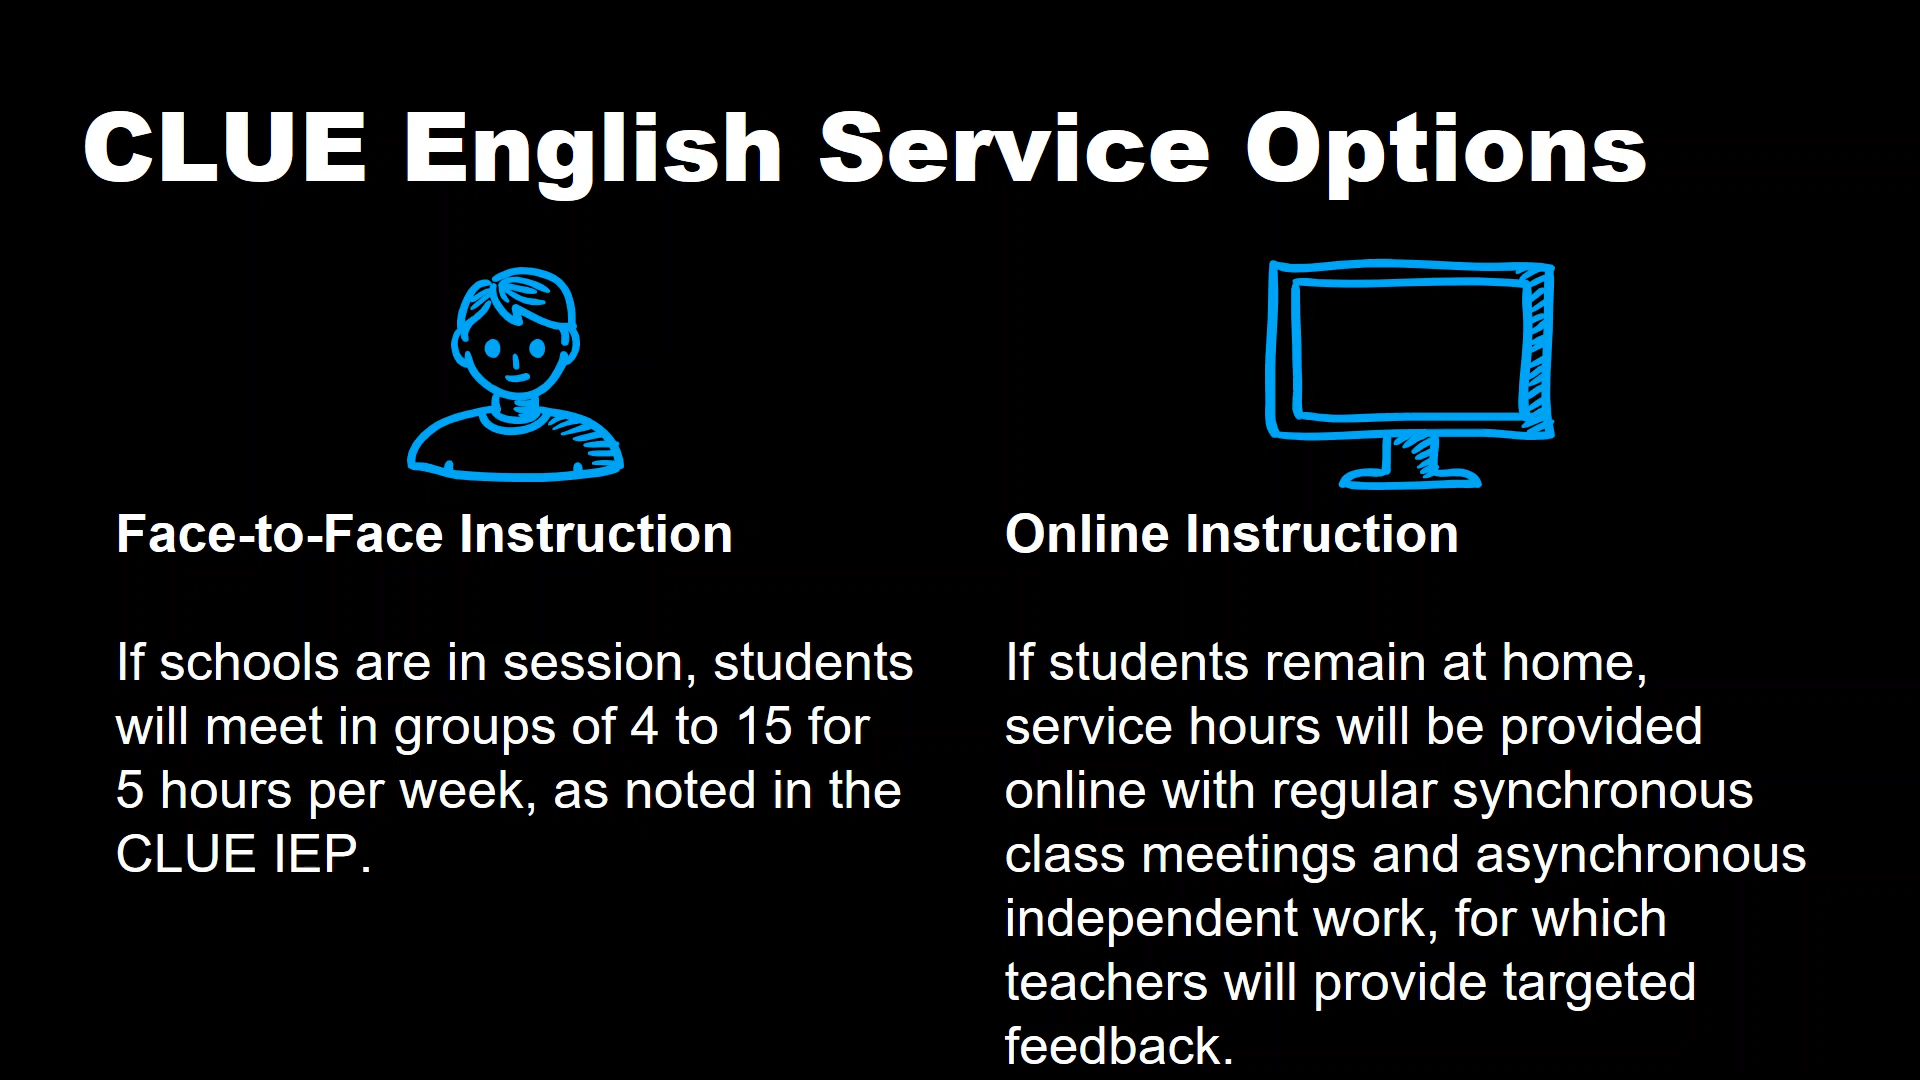 CLUE English Service Options
Face-to-Face Instruction
If schools are in session, students
will meet in groups of 4 to 15 for
5 hours per week, as noted in the
CLUE IEP.
Online Instruction
If students remain at home,
service hours will be provided
online with regular synchronous
class meetings and asynchronous
independent work, for which
teachers will provide targeted
feedback.